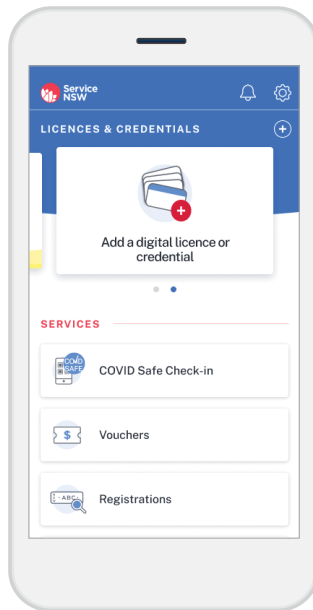 Service
NSW
LICENCES & CREDENTIALS
Add a digital licence or
credential
SERVICES
COVID
SAFE
COVID Safe Check-in
$
Vouchers
ABC
Registrations